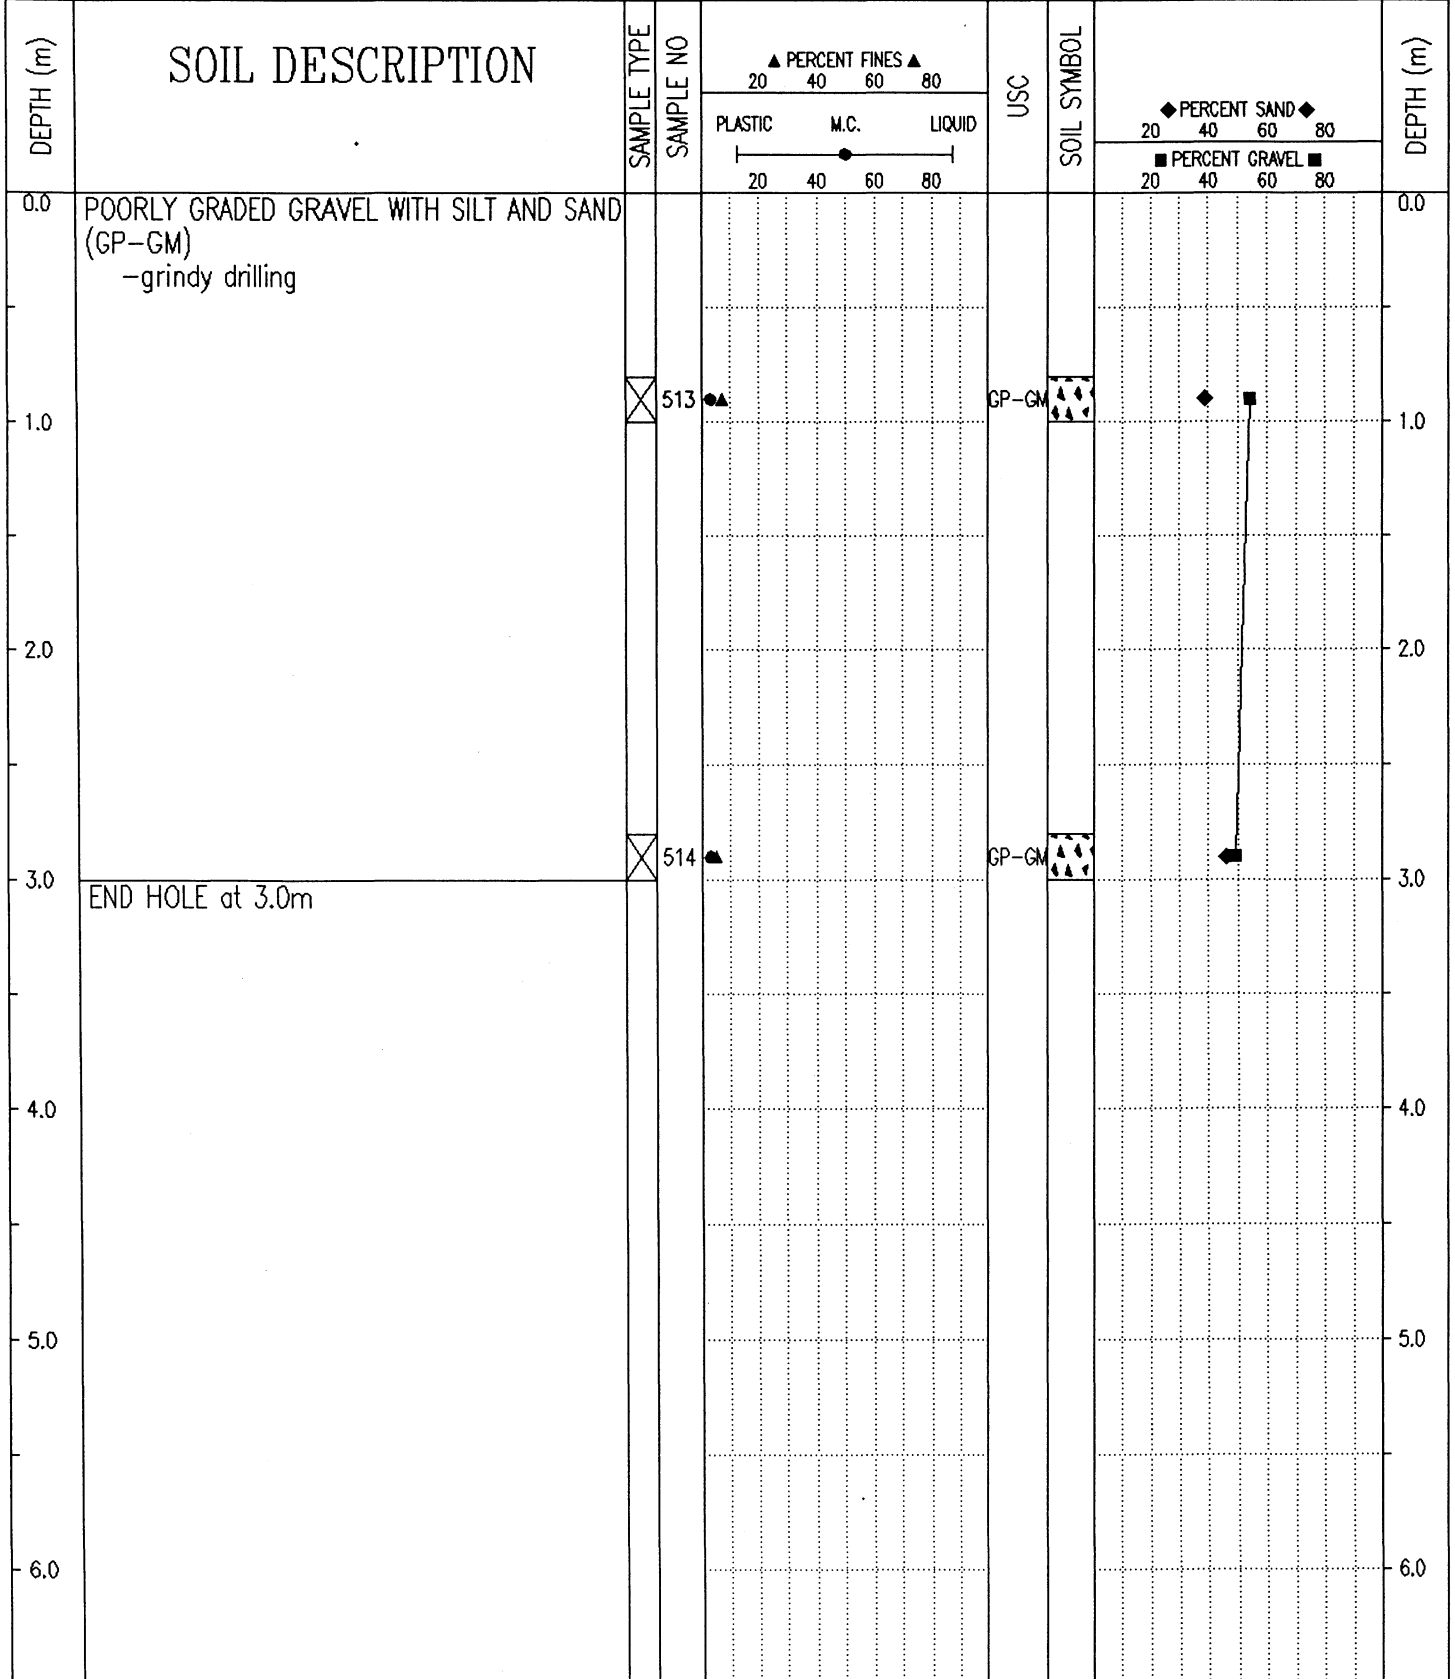 DEPTH (m)
SOIL DESCRIPTION
SAMPLE TYPE
SAMPLE NO
▲ PERCENT FINES ▲
20 40 60 80
PLASTIC M.C. LIQUID
20 40 60 80
USC
SOIL SYMBOL
◆ PERCENT SAND ◆
20 40 60 80
■ PERCENT GRAVEL ■
20 40 60 80
DEPTH (m)
0.0 POORLY GRADED GRAVEL WITH SILT AND SAND 0.0
(GP-GM)
-grindy drilling
513 GP-GM
1.0 1.0
2.0 2.0
514 GP-GM
3.0 3.0
END HOLE at 3.0m
4.0 4.0
5.0 5.0
6.0 6.0